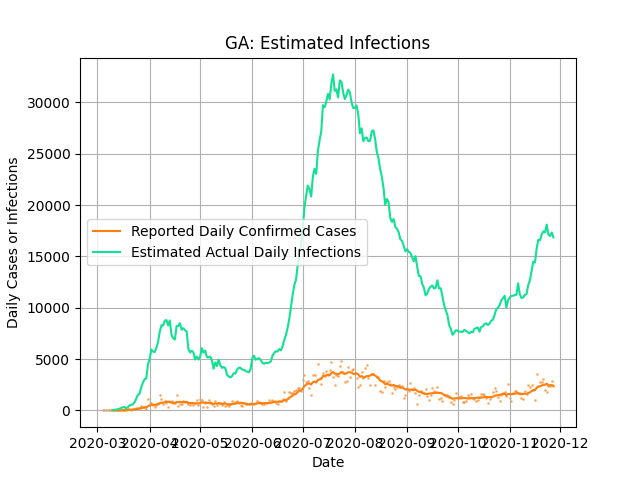 GA: Estimated Infections
Daily Cases or Infections
30000
25000
20000
15000
10000
5000
0
Reported Daily Confirmed Cases
Estimated Actual Daily Infections
2020-03 2020-04 2020-05 2020-06 2020-07 2020-08 2020-09 2020-10 2020-11 2020-12
Date